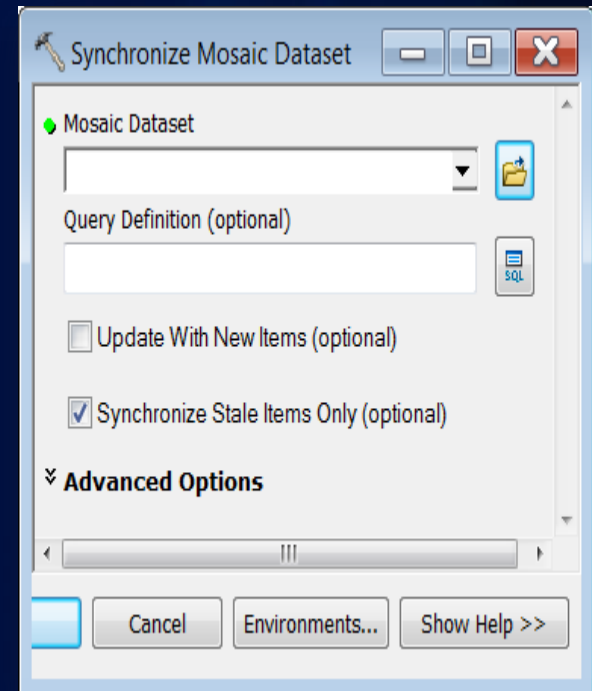 Synchronize Mosaic Dataset
Mosaic Dataset
Query Definition (optional)
SQL
Update With New Items (optional)
Synchronize Stale Items Only (optional)
Advanced Options
Cancel
Environments...
Show Help >>